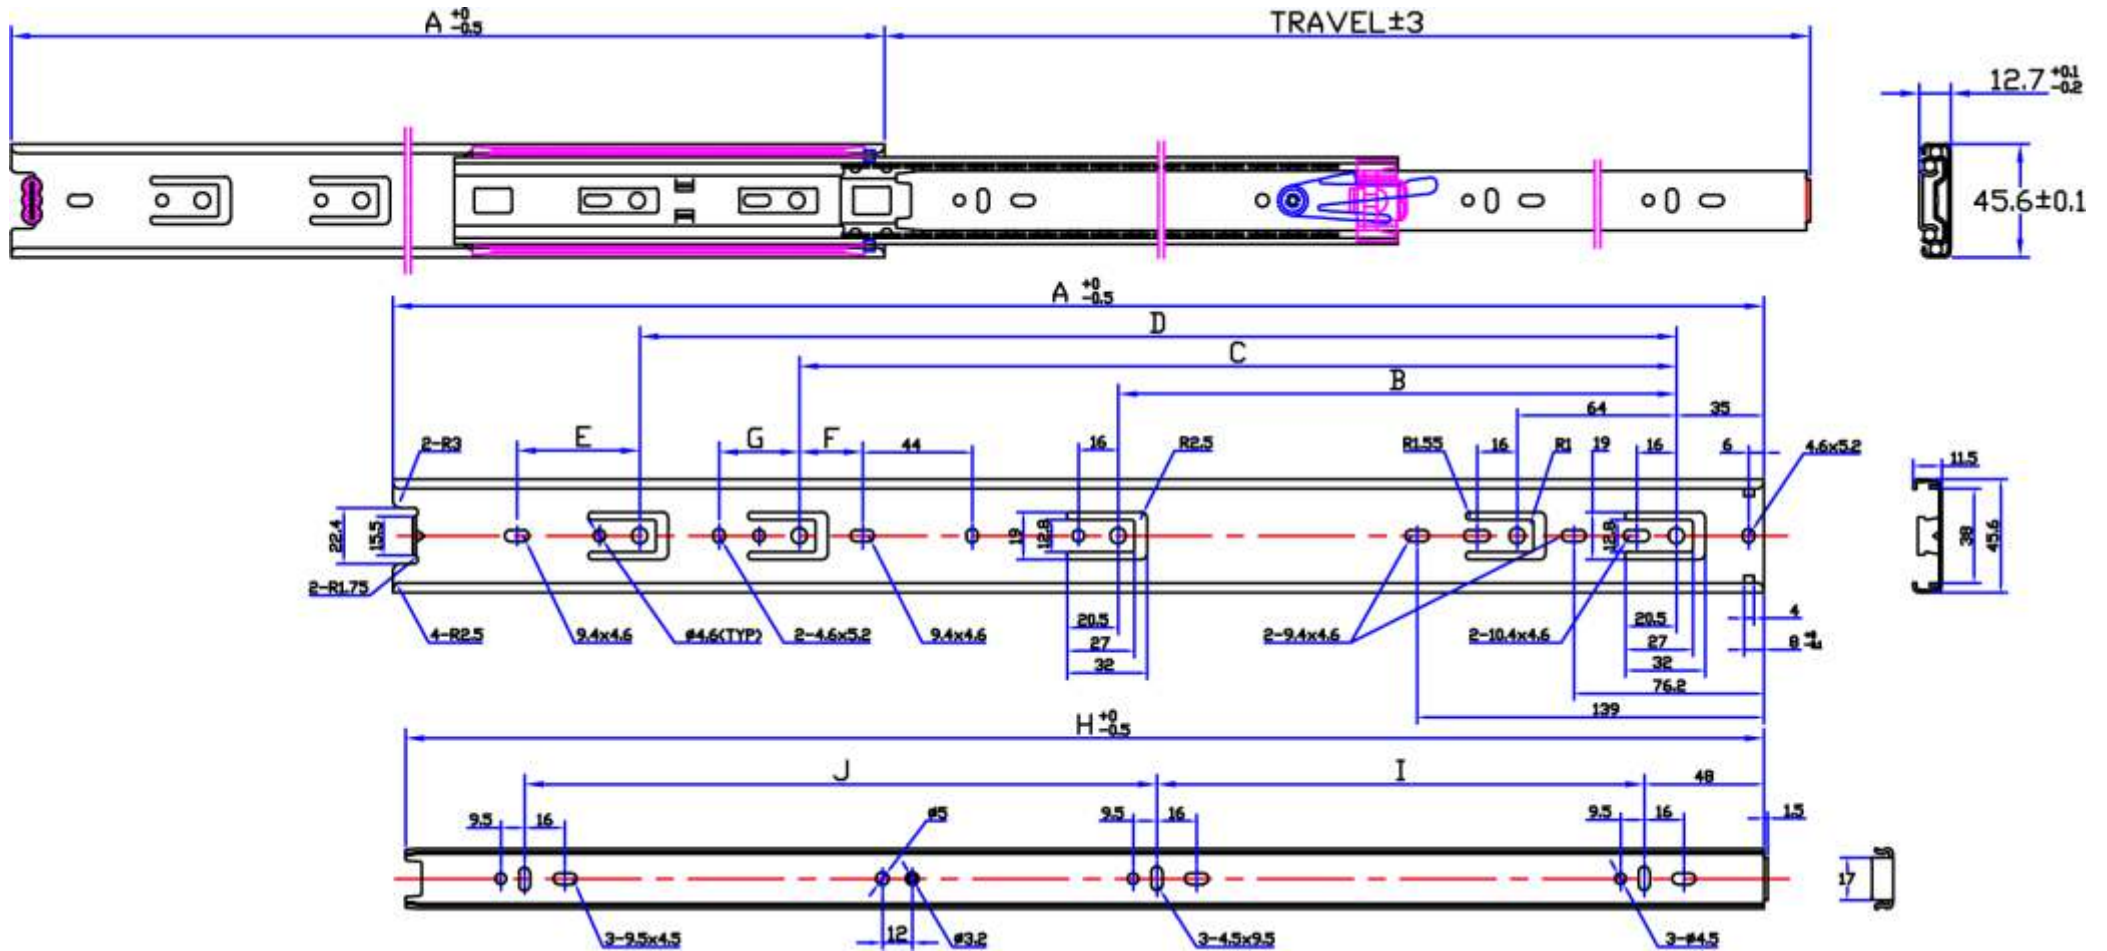 A +0 -0.5
TRAVEL±3
12.7 +0.1 -0.2
45.6±0.1
A +0 -0.5
D
C
B
64
35
E
G
F
44
16
R2.5
R1.55
16
R1
19
16
6
4.6x5.2
11.5
2-R3
22.4
15.5
19
12.8
12.8
38
45.6
2-R1.75
4-R2.5
9.4x4.6
ø4.6(TYP)
2-4.6x5.2
9.4x4.6
20.5
27
32
2-9.4x4.6
2-10.4x4.6
20.5
27
32
4
8
76.2
139
H +0 -0.5
J
I
48
9.5
16
ø5
9.5
16
9.5
16
1.5
17
3-9.5x4.5
12
ø3.2
3-4.5x9.5
3-ø4.5